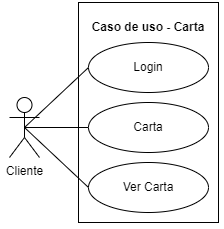 Caso de uso - Carta
Login
Carta
Cliente
Ver Carta